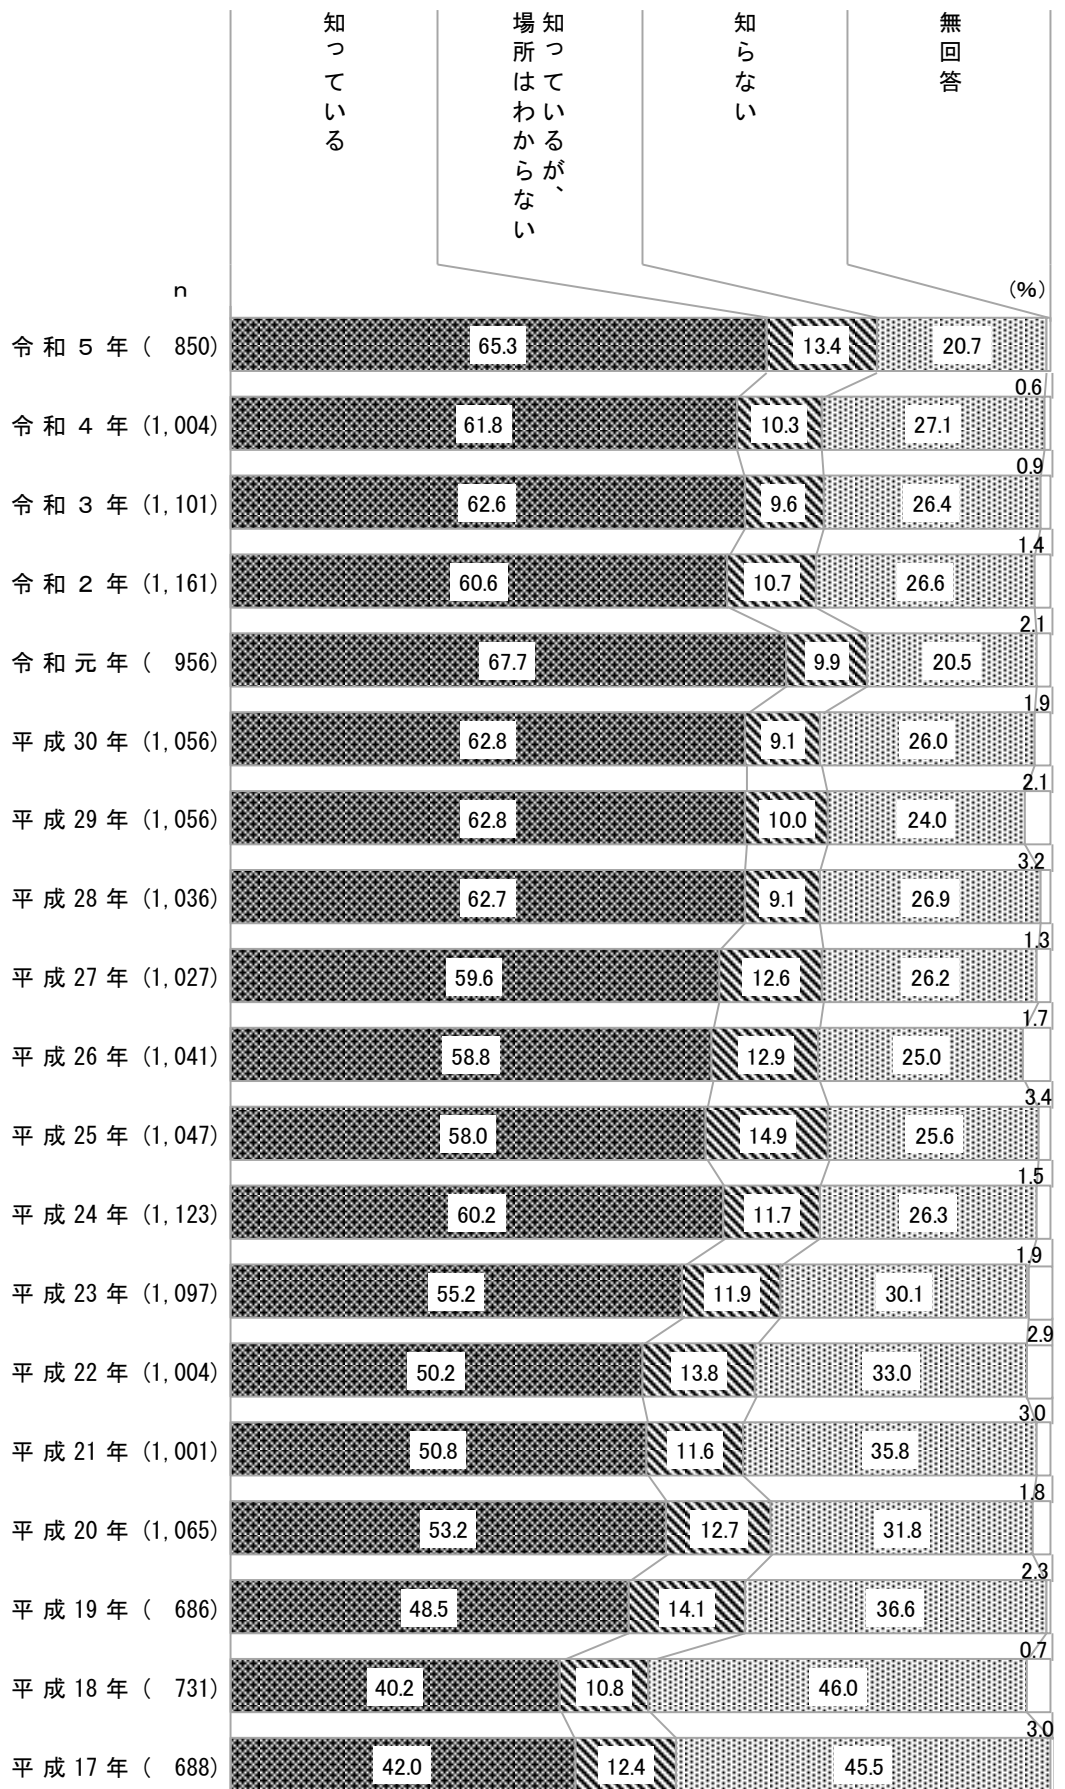 知っている
知っているが、
場所はわからない
知らない
無回答
n
(%)
令和5年( 850) 65.3 13.4 20.7
0.6
令和4年(1,004) 61.8 10.3 27.1
0.9
令和3年(1,101) 62.6 9.6 26.4
1.4
令和2年(1,161) 60.6 10.7 26.6
2.1
令和元年( 956) 67.7 9.9 20.5
1.9
平成30年(1,056) 62.8 9.1 26.0
2.1
平成29年(1,056) 62.8 10.0 24.0
3.2
平成28年(1,036) 62.7 9.1 26.9
1.3
平成27年(1,027) 59.6 12.6 26.2
1.7
平成26年(1,041) 58.8 12.9 25.0
3.4
平成25年(1,047) 58.0 14.9 25.6
1.5
平成24年(1,123) 60.2 11.7 26.3
1.9
平成23年(1,097) 55.2 11.9 30.1
2.9
平成22年(1,004) 50.2 13.8 33.0
3.0
平成21年(1,001) 50.8 11.6 35.8
1.8
平成20年(1,065) 53.2 12.7 31.8
2.3
平成19年( 686) 48.5 14.1 36.6
0.7
平成18年( 731) 40.2 10.8 46.0
3.0
平成17年( 688) 42.0 12.4 45.5